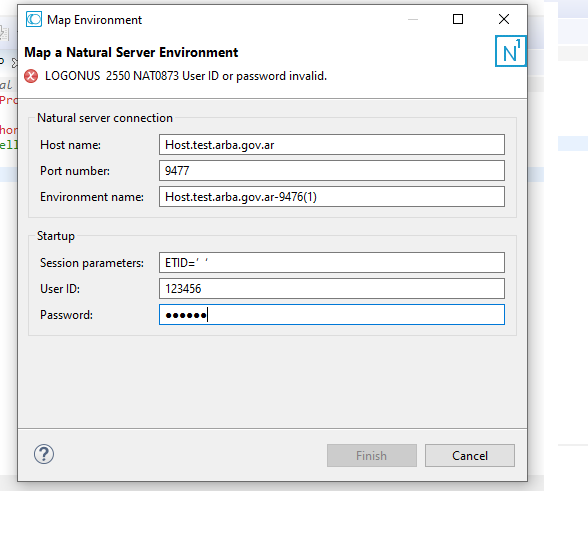 Map Environment
Map a Natural Server Environment
N1
LOGONUS 2550 NAT0873 User ID or password invalid.
Natural server connection
Host name: Host.test.arba.gov.ar
Port number: 9477
Environment name: Host.test.arba.gov.ar-9476(1)
Startup
Session parameters: ETID=' '
User ID: 123456
Password: ●●●●●●
Finish Cancel